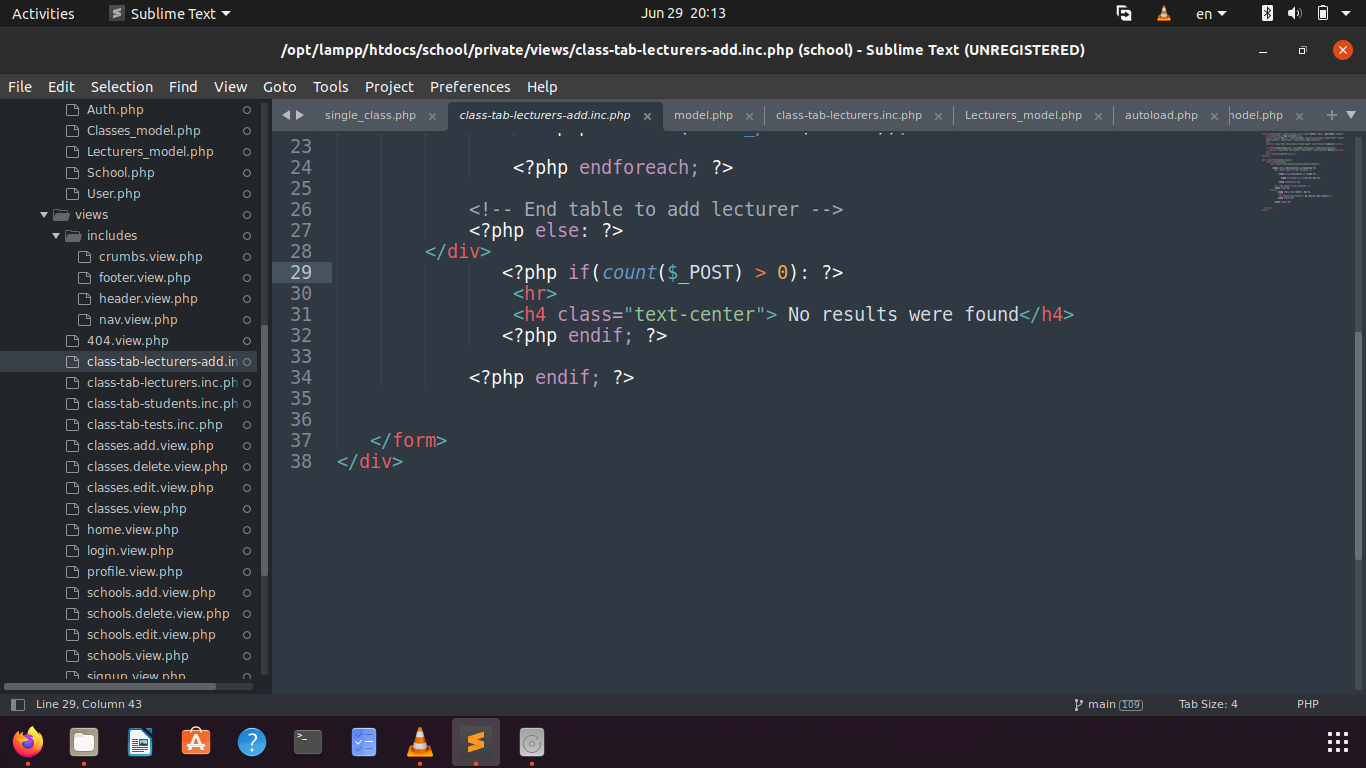 Activities Sublime Text Jun 29 20:13 en
/opt/lampp/htdocs/school/private/views/class-tab-lecturers-add.inc.php (school) - Sublime Text (UNREGISTERED)
File Edit Selection Find View Goto Tools Project Preferences Help
single_class.php × class-tab-lecturers-add.inc.php × model.php × class-tab-lecturers.inc.php × Lecturers_model.php × autoload.php × nodel.php ×
Auth.php
Classes_model.php
Lecturers_model.php
School.php
User.php
views
includes
crumbs.view.php
footer.view.php
header.view.php
nav.view.php
404.view.php
class-tab-lecturers-add.in
class-tab-lecturers.inc.ph
class-tab-students.inc.ph
class-tab-tests.inc.php
classes.add.view.php
classes.delete.view.php
classes.edit.view.php
classes.view.php
home.view.php
login.view.php
profile.view.php
schools.add.view.php
schools.delete.view.php
schools.edit.view.php
schools.view.php
signup.view.php
23
24 <?php endforeach; ?>
25
26 <!-- End table to add lecturer -->
27 <?php else: ?>
28 </div>
29 <?php if(count($_POST) > 0): ?>
30 <hr>
31 <h4 class="text-center"> No results were found</h4>
32 <?php endif; ?>
33
34 <?php endif; ?>
35
36
37 </form>
38 </div>
Line 29, Column 43 main 109 Tab Size: 4 PHP